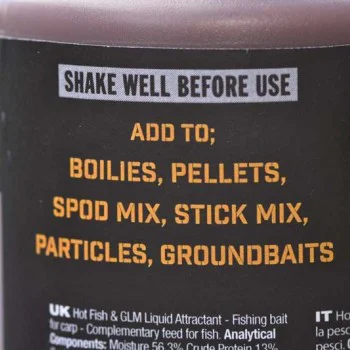 SHAKE WELL BEFORE USE
ADD TO;
BOILIES, PELLETS,
SPOD MIX, STICK MIX,
PARTICLES, GROUNDBAITS
UK Hot Fish & GLM Liquid Attractant - Fishing bait
for carp - Complementary feed for fish. Analytical
Components: Moisture 56.3% Crude Protein 13%
IT Ho
la pesc
pesci.